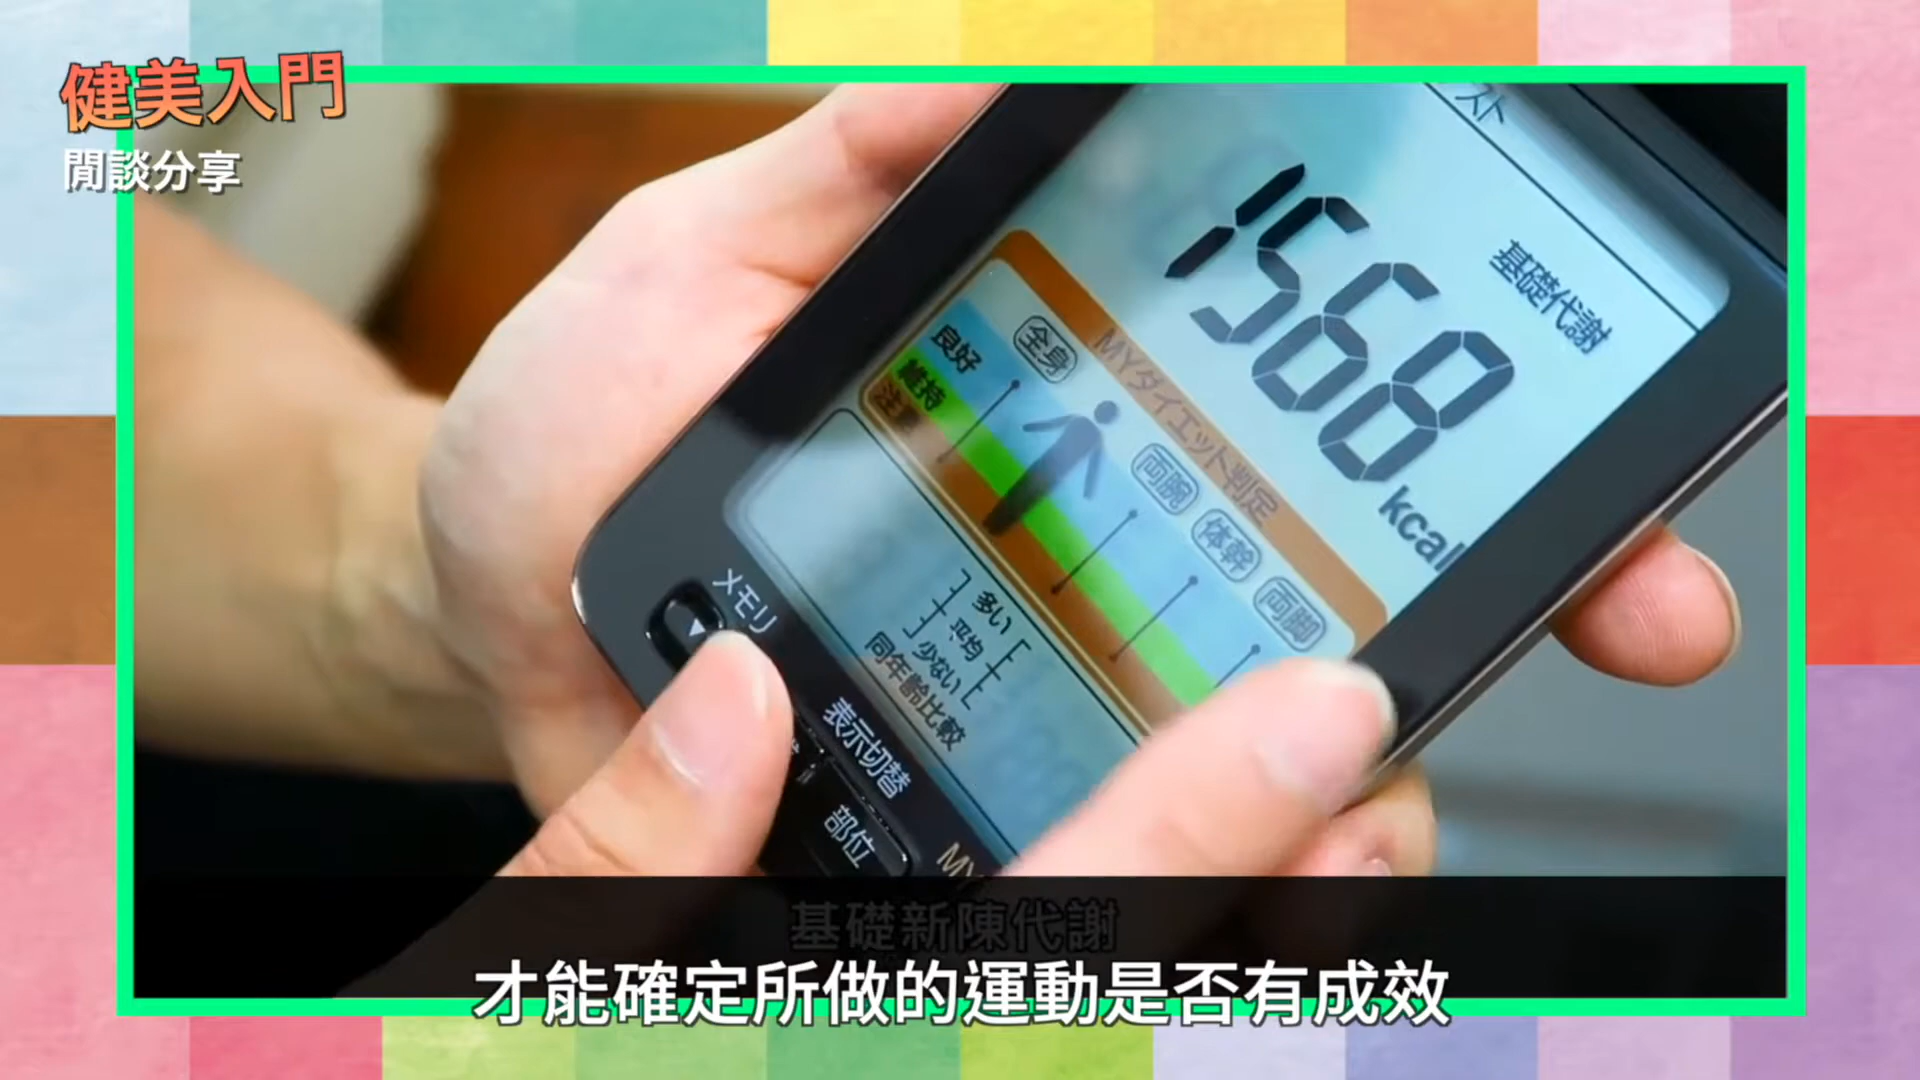 健美入門
閒談分享
スト
基礎代謝
1568
kcal
MYダイエット判定
全身
良好
維持
両腕
体幹
両脚
多い
平均
少ない
同年齢比較
メモリ
表示切替
部位
MY
基礎新陳代謝
才能確定所做的運動是否有成效